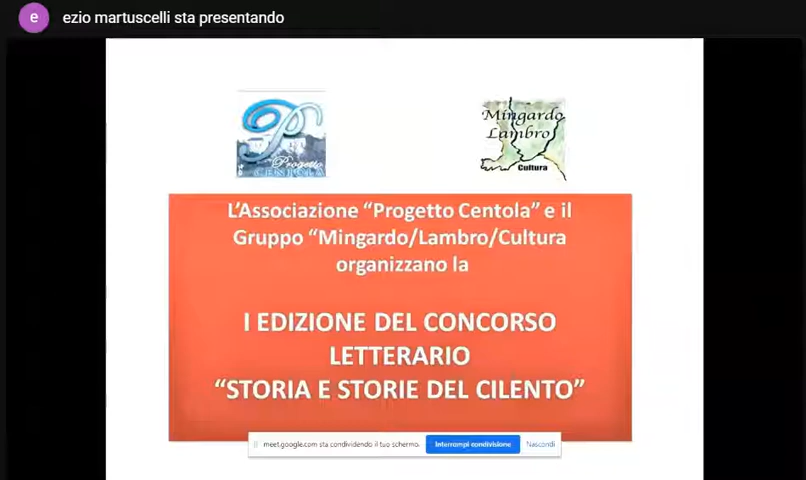 e
ezio martuscelli sta presentando
Progetto
Mingardo
Lambro
Cultura
L'Associazione "Progetto Centola" e il
Gruppo "Mingardo/Lambro/Cultura
organizzano la
I EDIZIONE DEL CONCORSO
LETTERARIO
"STORIA E STORIE DEL CILENTO"
meet.google.com sta condividendo il tuo schermo. Interrompi condivisione Nascondi